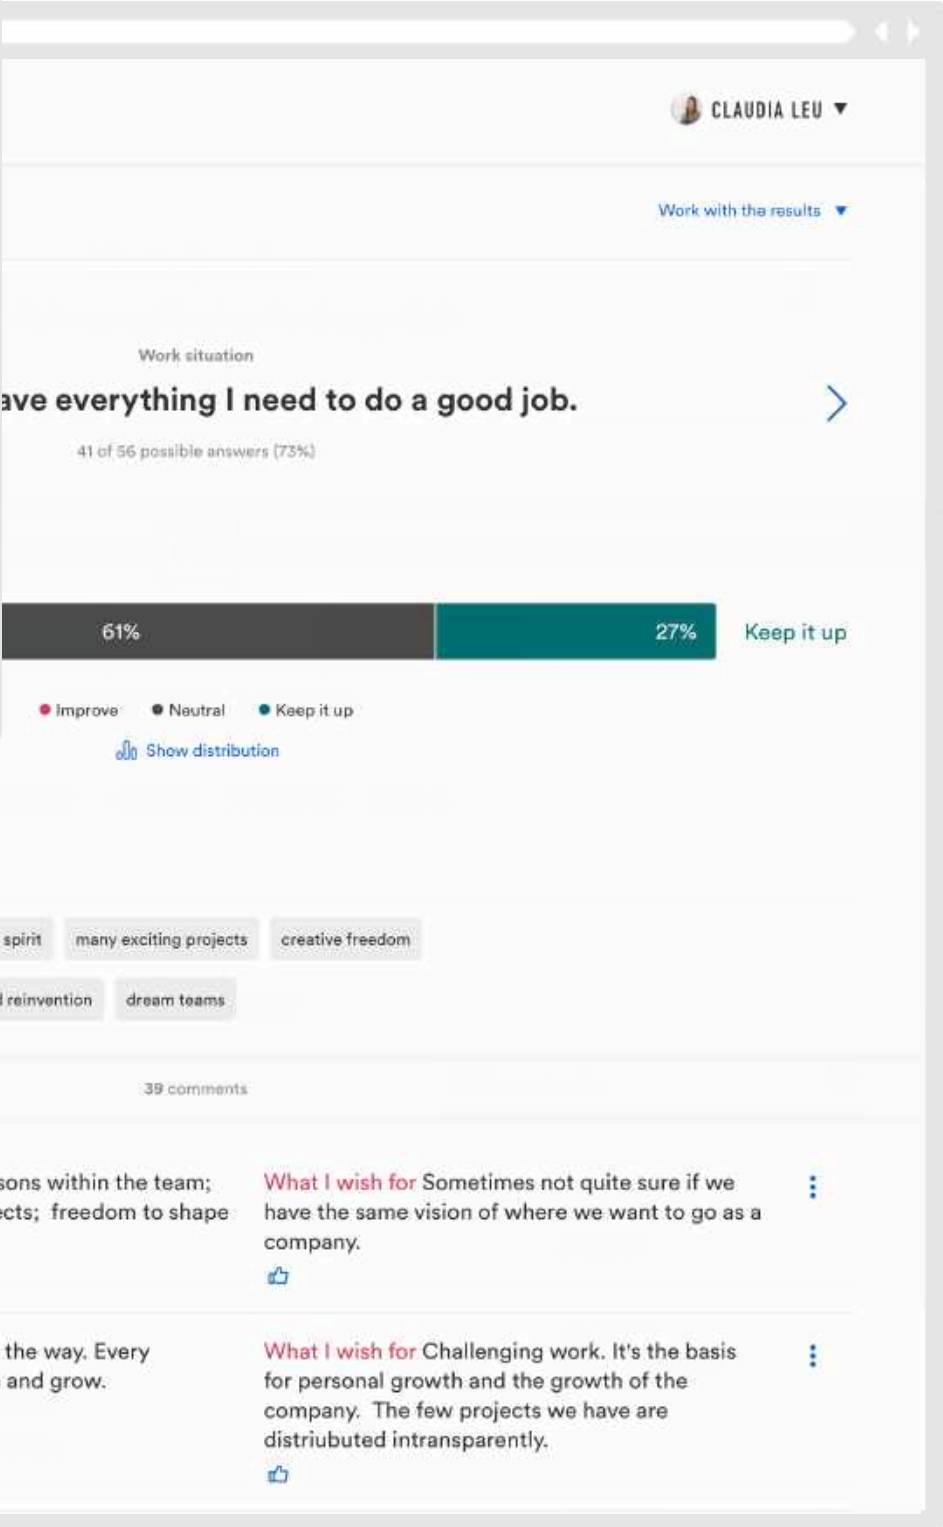 CLAUDIA LEU ▼
Work with the results ▼
Work situation
ave everything I need to do a good job.
41 of 56 possible answers (73%)
61%
27%
Keep it up
Improve
Neutral
Keep it up
Show distribution
spirit
many exciting projects
creative freedom
reinvention
dream teams
39 comments
sons within the team;
ects; freedom to shape
What I wish for Sometimes not quite sure if we
have the same vision of where we want to go as a
company.
the way. Every
and grow.
What I wish for Challenging work. It's the basis
for personal growth and the growth of the
company. The few projects we have are
distriubuted intransparently.